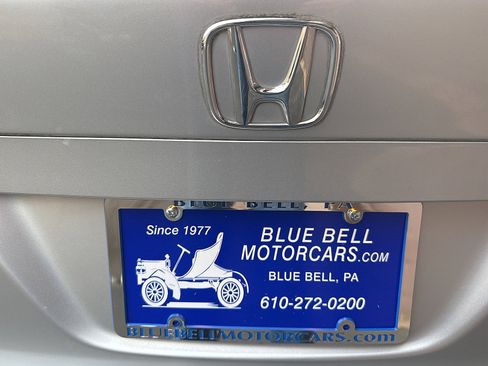 BLUE BELL, PA
Since 1977
BLUE BELL
MOTORCARS.COM
BLUE BELL, PA
610-272-0200
BLUEBELLMOTORCARS.com